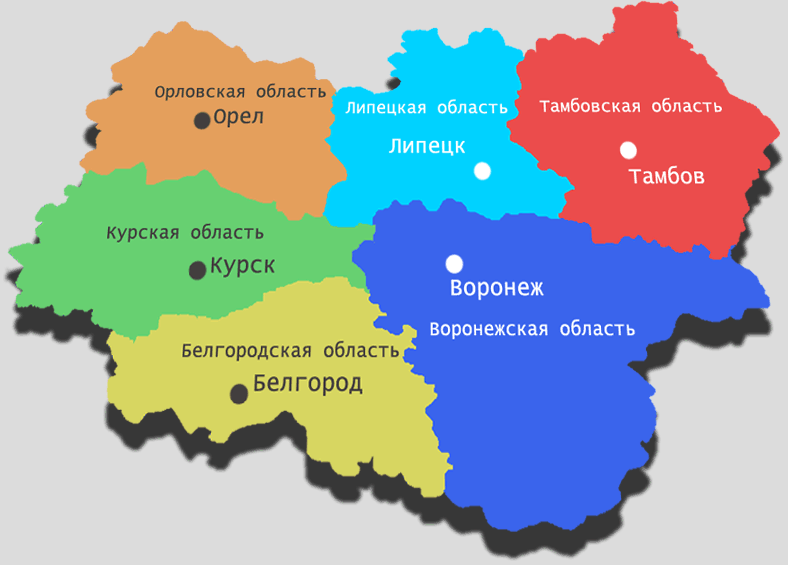 Орловская область
Орел
Липецкая область
Липецк
Тамбовская область
Тамбов
Курская область
Курск
Воронеж
Воронежская область
Белгородская область
Белгород